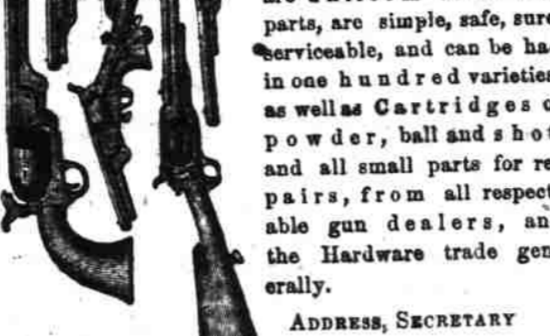 parts, are simple, safe, sure
serviceable, and can be ha
in one hundred varietie
as well as Cartridges o
powder, ball and shot
and all small parts for re
pairs, from all respect
able gun dealers, an
the Hardware trade gen
erally.
ADDRESS, SECRETARY